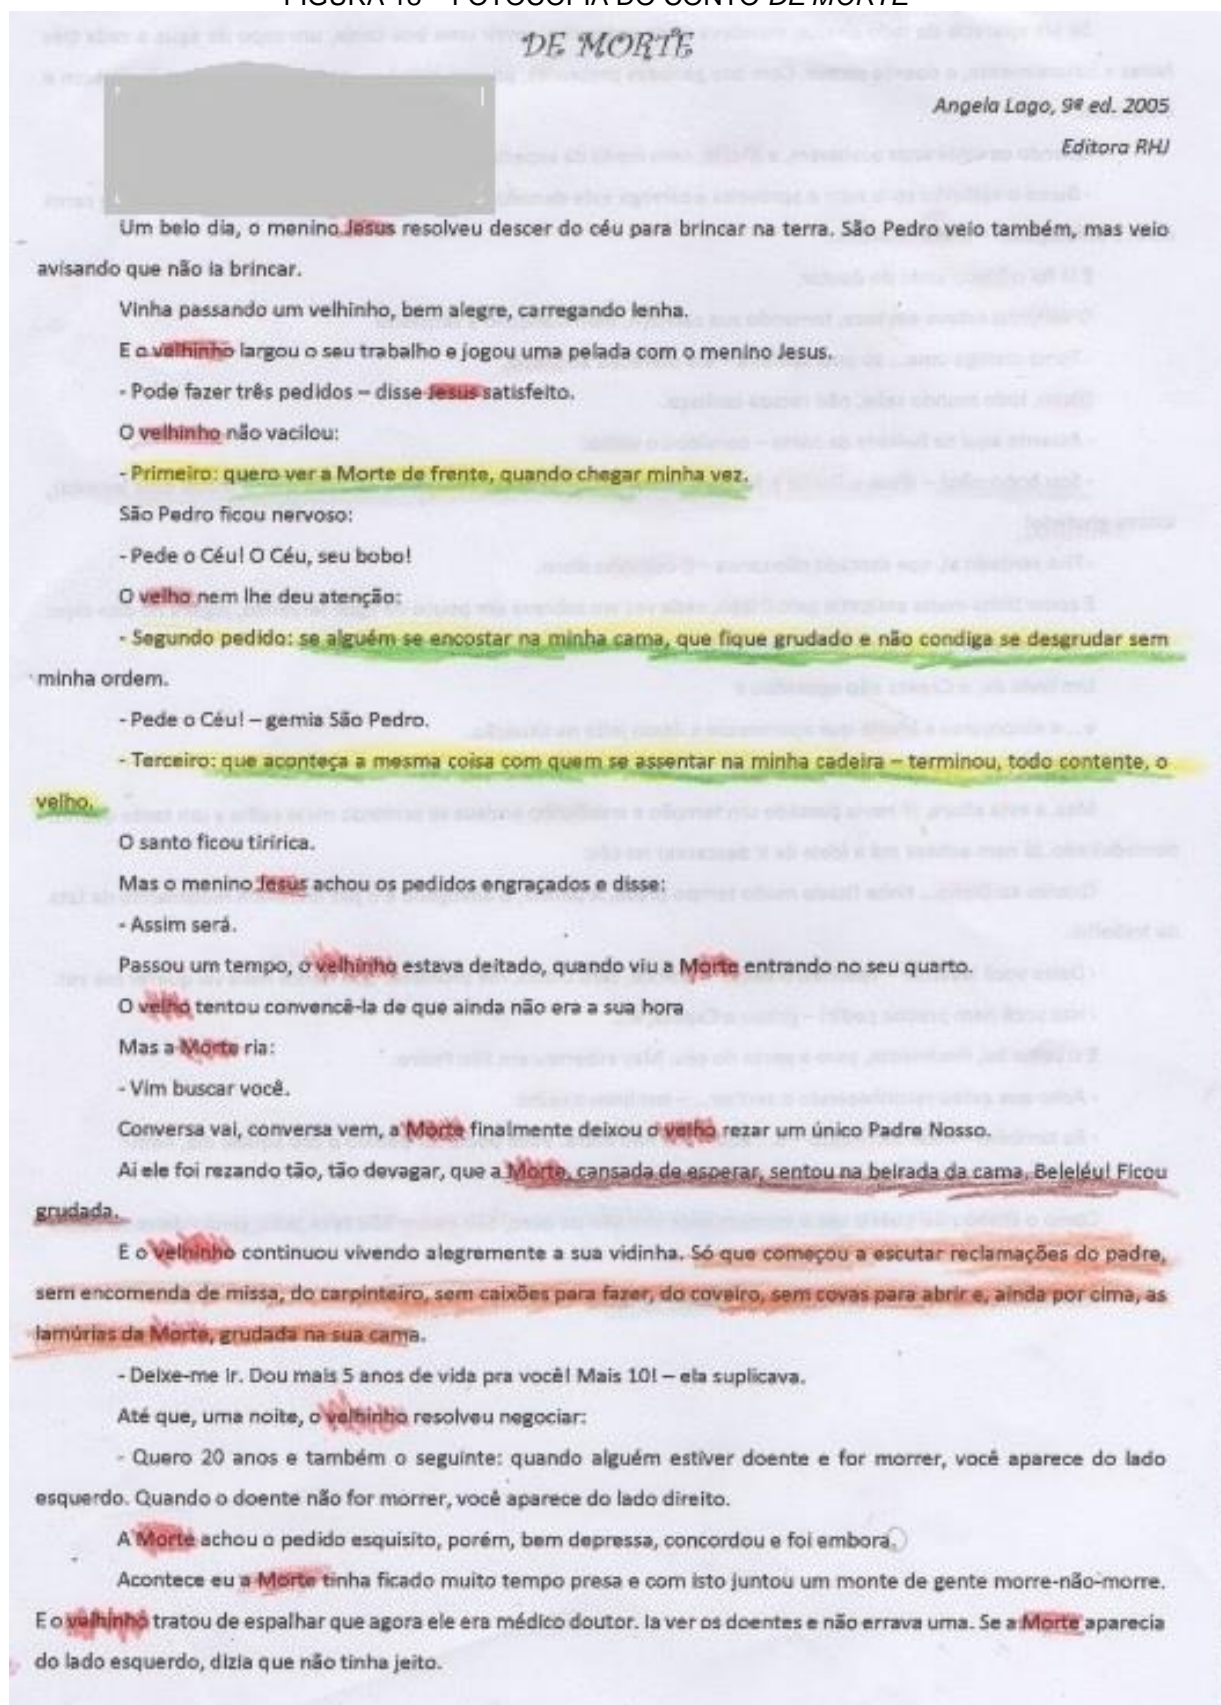 FIGURA 18 – FOTOCÓPIA DO CONTO DE MORTE
DE MORTE
Angela Lago, 9ª ed. 2005
Editora RHJ
Um belo dia, o menino Jesus resolveu descer do céu para brincar na terra. São Pedro veio também, mas veio
avisando que não ia brincar.
Vinha passando um velhinho, bem alegre, carregando lenha.
E o velhinho largou o seu trabalho e jogou uma pelada com o menino Jesus.
- Pode fazer três pedidos – disse Jesus satisfeito.
O velhinho não vacilou:
- Primeiro: quero ver a Morte de frente, quando chegar minha vez.
São Pedro ficou nervoso:
- Pede o Céu! O Céu, seu bobo!
O velho nem lhe deu atenção:
- Segundo pedido: se alguém se encostar na minha cama, que fique grudado e não condiga se desgrudar sem
minha ordem.
- Pede o Céu! – gemia São Pedro.
- Terceiro: que aconteça a mesma coisa com quem se assentar na minha cadeira – terminou, todo contente, o
velho.
O santo ficou tiririca.
Mas o menino Jesus achou os pedidos engraçados e disse:
- Assim será.
Passou um tempo, o velhinho estava deitado, quando viu a Morte entrando no seu quarto.
O velho tentou convencê-la de que ainda não era a sua hora
Mas a Morte ria:
- Vim buscar você.
Conversa vai, conversa vem, a Morte finalmente deixou o velho rezar um único Padre Nosso.
Aí ele foi rezando tão, tão devagar, que a Morte, cansada de esperar, sentou na beirada da cama. Beleléu! Ficou
grudada.
E o velhinho continuou vivendo alegremente a sua vidinha. Só que começou a escutar reclamações do padre,
sem encomenda de missa, do carpinteiro, sem caixões para fazer, do coveiro, sem covas para abrir e, ainda por cima, as
lamúrias da Morte, grudada na sua cama.
- Deixe-me ir. Dou mais 5 anos de vida pra você! Mais 10! – ela suplicava.
Até que, uma noite, o velhinho resolveu negociar:
- Quero 20 anos e também o seguinte: quando alguém estiver doente e for morrer, você aparece do lado
esquerdo. Quando o doente não for morrer, você aparece do lado direito.
A Morte achou o pedido esquisito, porém, bem depressa, concordou e foi embora.
Acontece eu a Morte tinha ficado muito tempo presa e com isto juntou um monte de gente morre-não-morre.
E o velhinho tratou de espalhar que agora ele era médico doutor. Ia ver os doentes e não errava uma. Se a Morte aparecia
do lado esquerdo, dizia que não tinha jeito.